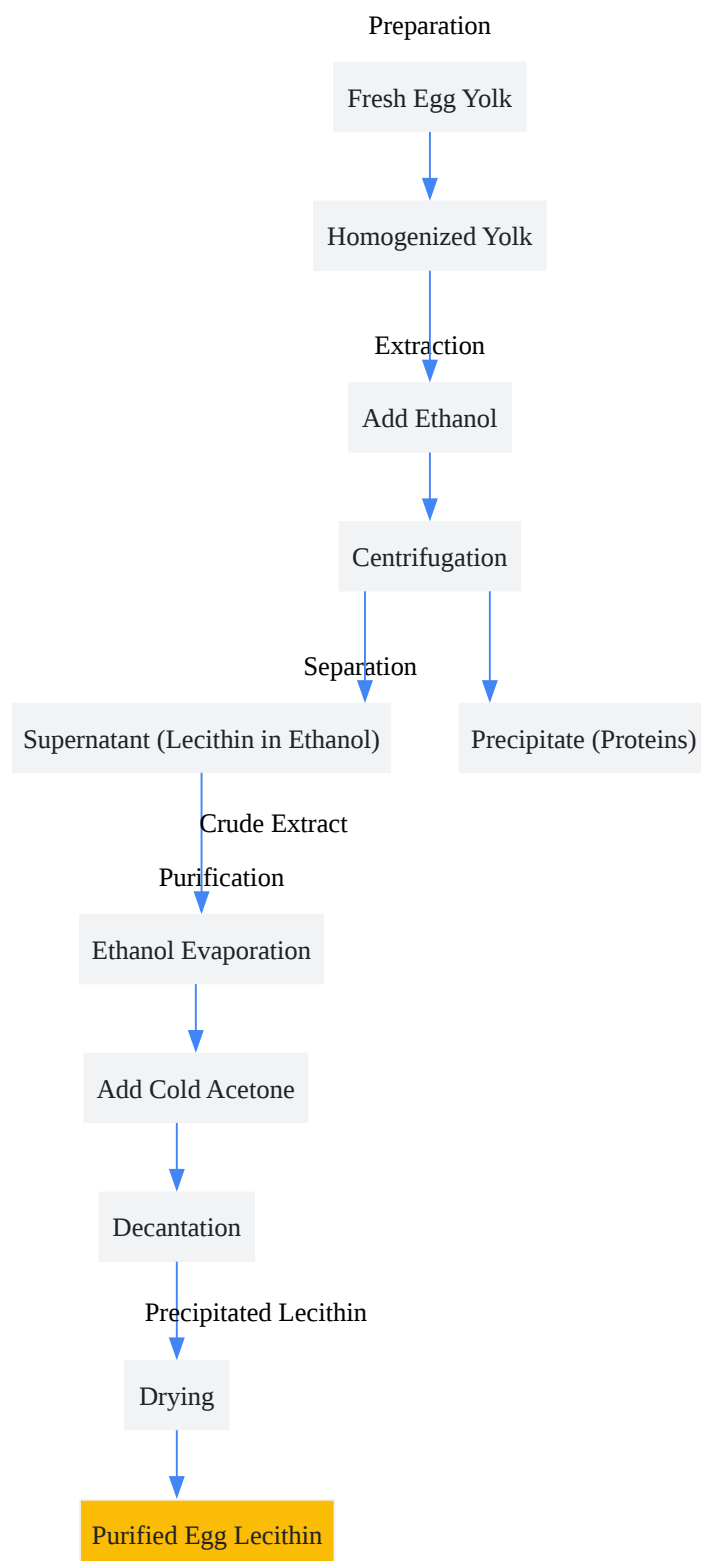 Preparation
Fresh Egg Yolk
Homogenized Yolk
Extraction
Add Ethanol
Centrifugation
Separation
Supernatant (Lecithin in Ethanol)
Precipitate (Proteins)
Crude Extract
Purification
Ethanol Evaporation
Add Cold Acetone
Decantation
Precipitated Lecithin
Drying
Purified Egg Lecithin